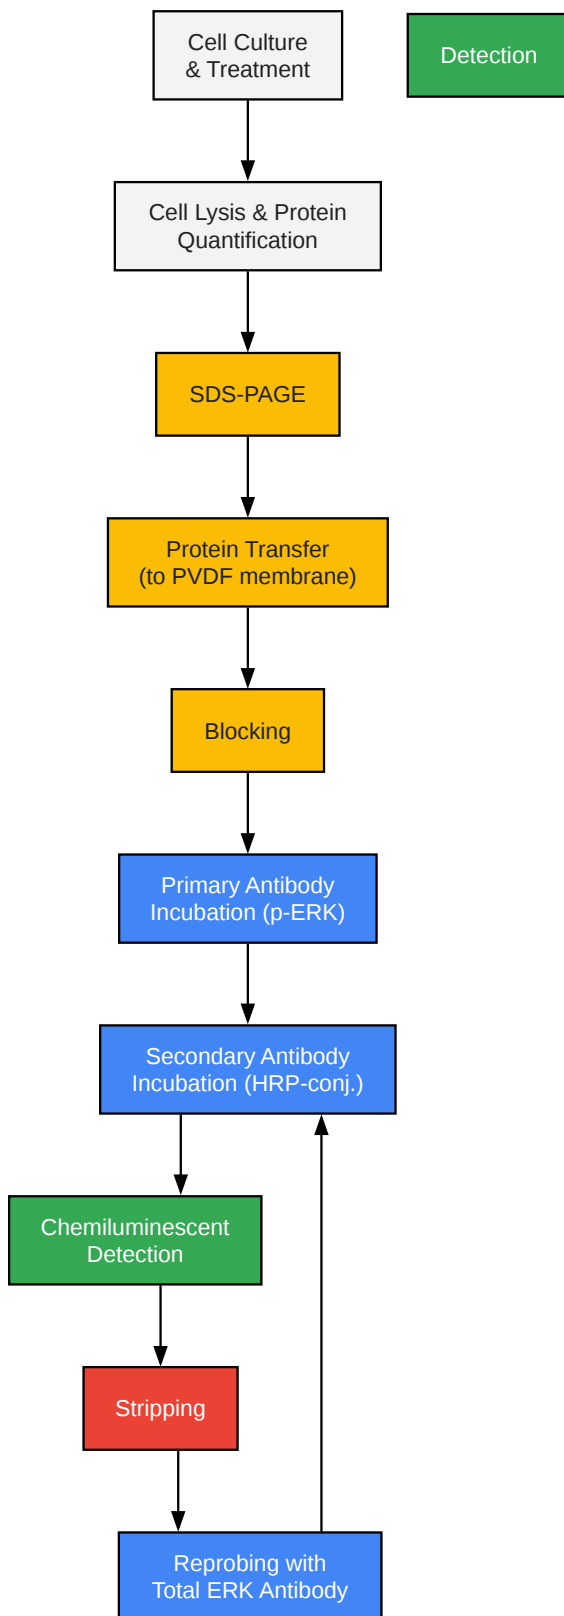 Cell Culture
& Treatment
Detection
Cell Lysis & Protein
Quantification
SDS-PAGE
Protein Transfer
(to PVDF membrane)
Blocking
Primary Antibody
Incubation (p-ERK)
Secondary Antibody
Incubation (HRP-conj.)
Chemiluminescent
Detection
Stripping
Reprobing with
Total ERK Antibody